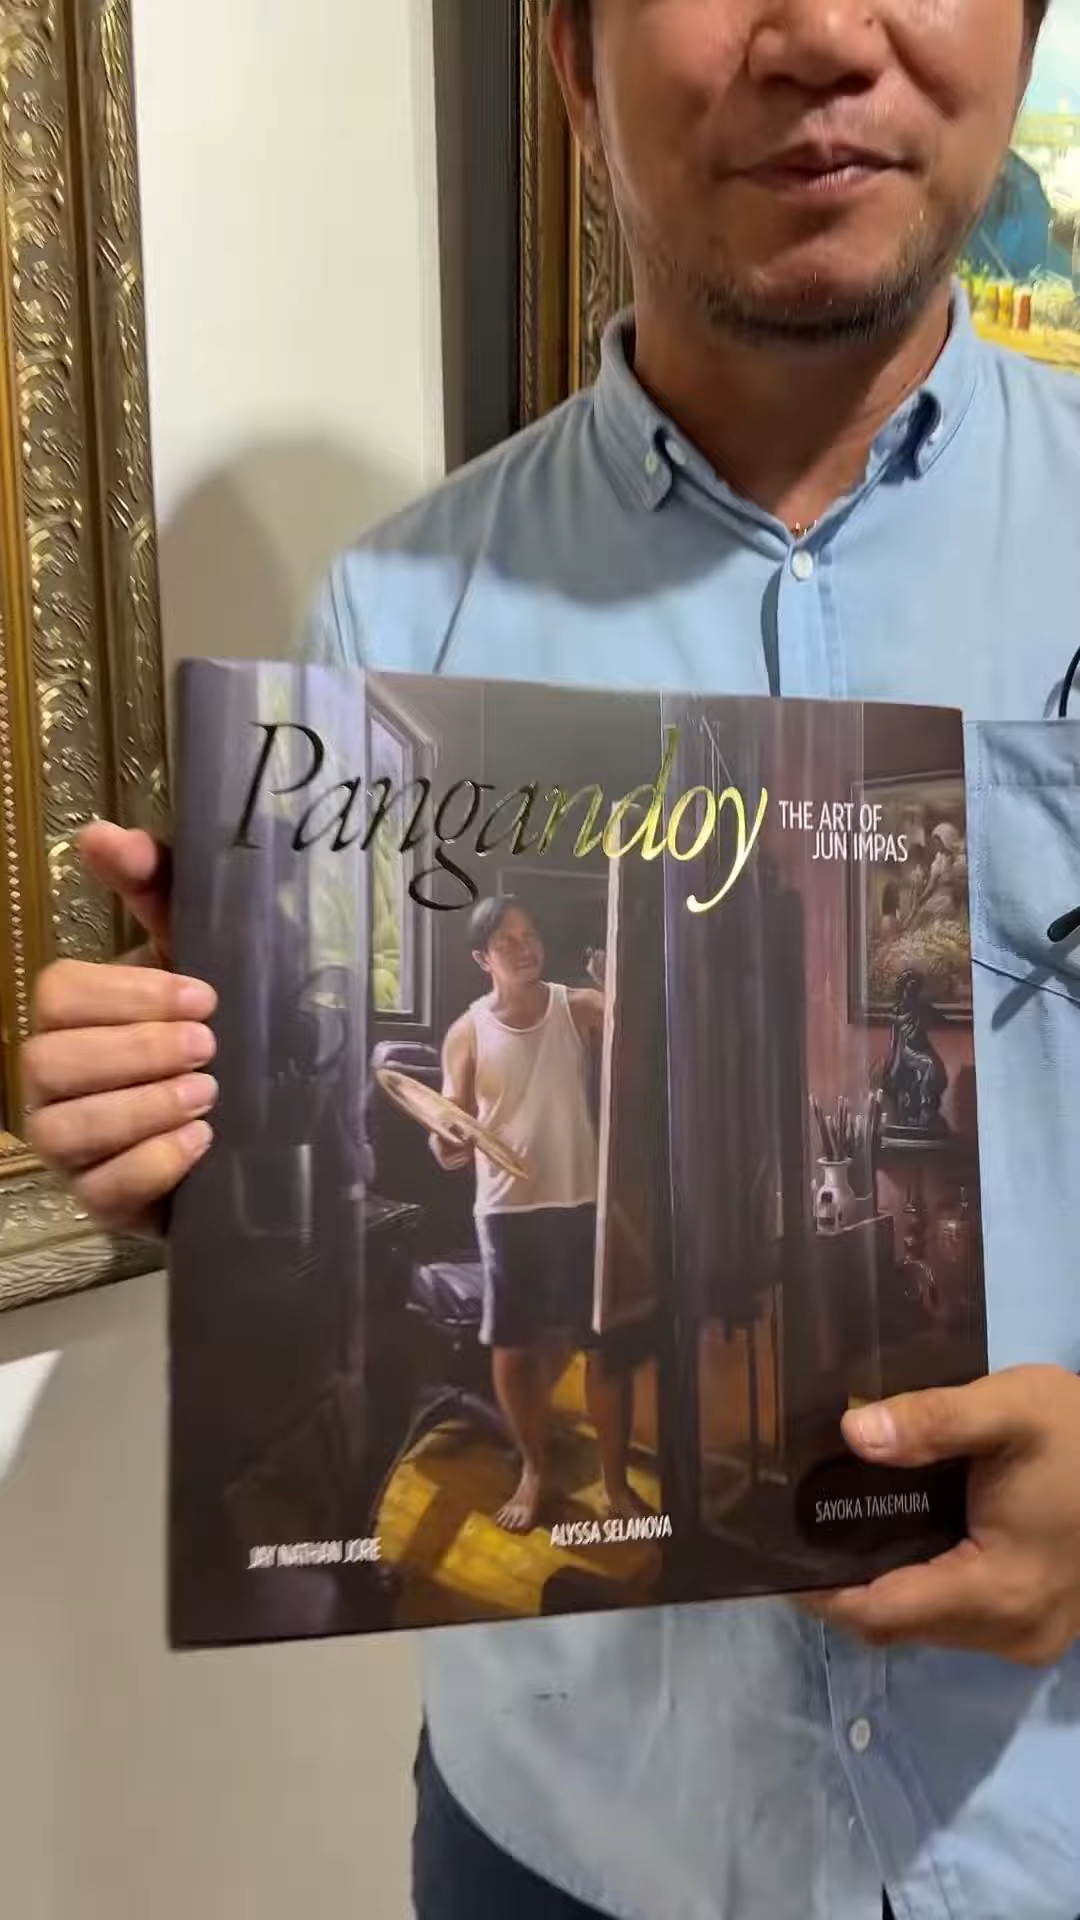 Pangandoy
THE ART OF
JUN IMPAS
JAY NATHAN JORE
ALYSSA SELANOVA
SAYOKA TAKEMURA